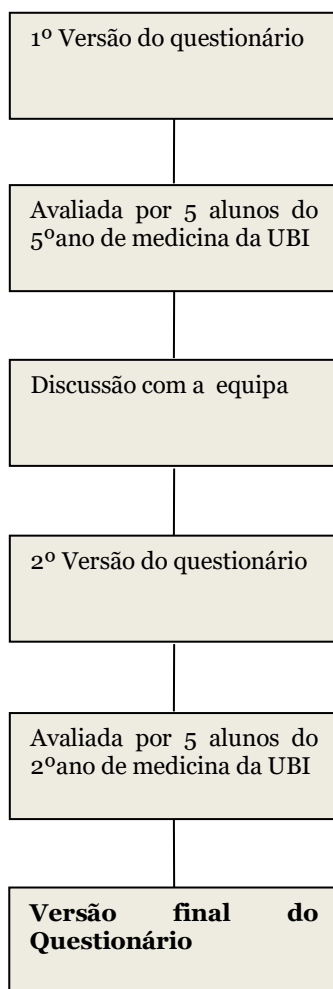 1º Versão do questionário
Avaliada por 5 alunos do
5ºano de medicina da UBI
Discussão com a equipa
2º Versão do questionário
Avaliada por 5 alunos do
2ºano de medicina da UBI
Versão final do
Questionário